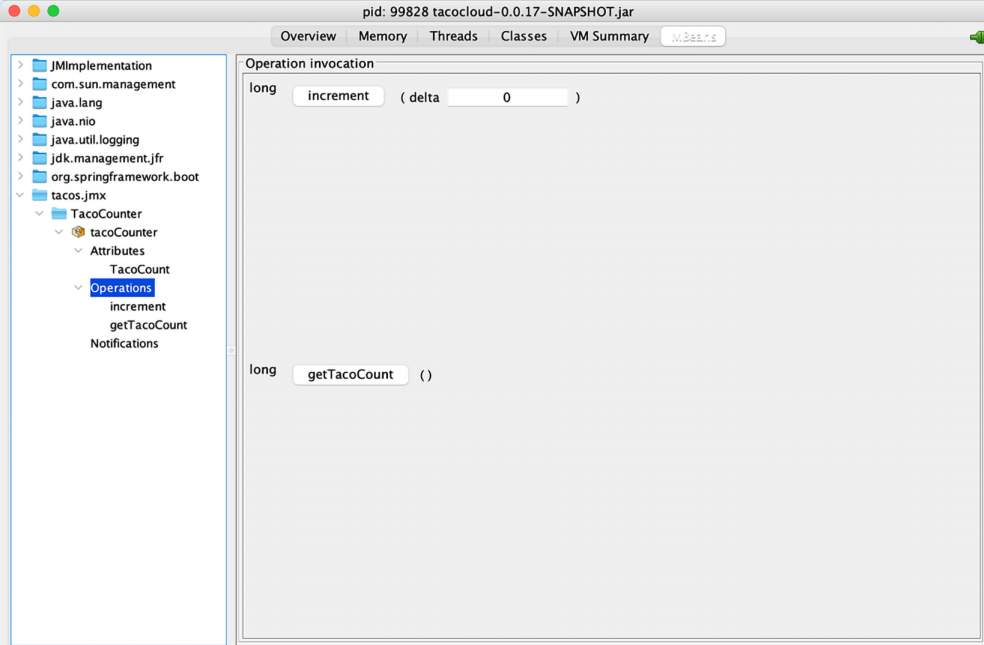 pid: 99828 tacocloud-0.0.17-SNAPSHOT.jar
Overview Memory Threads Classes VM Summary MBeans
JMImplementation
com.sun.management
java.lang
java.nio
java.util.logging
jdk.management.jfr
org.springframework.boot
tacos.jmx
TacoCounter
tacoCounter
Attributes
TacoCount
Operations
increment
getTacoCount
Notifications
Operation invocation
long increment ( delta 0 )
long getTacoCount ()